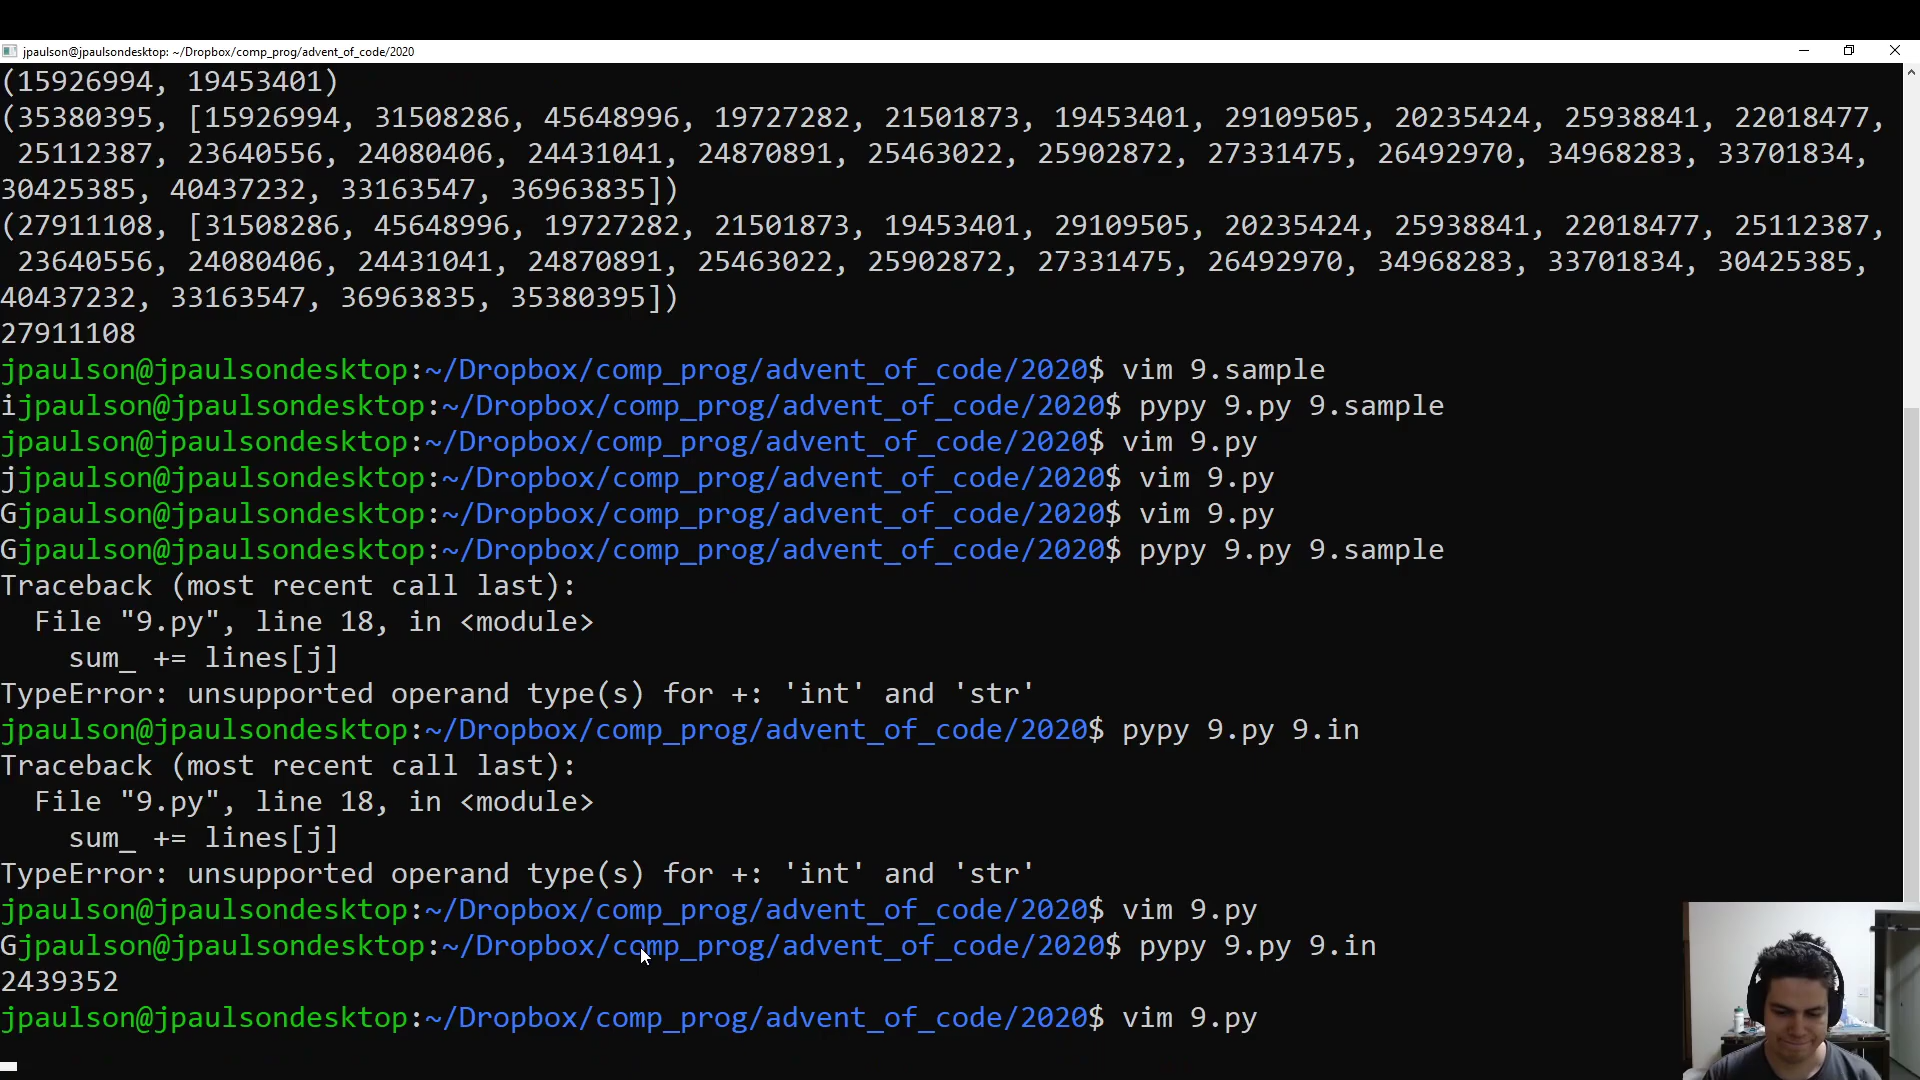 jpaulson@jpaulsondesktop: ~/Dropbox/comp_prog/advent_of_code/2020
(15926994, 19453401)
(35380395, [15926994, 31508286, 45648996, 19727282, 21501873, 19453401, 29109505, 20235424, 25938841, 22018477,
25112387, 23640556, 24080406, 24431041, 24870891, 25463022, 25902872, 27331475, 26492970, 34968283, 33701834,
30425385, 40437232, 33163547, 36963835])
(27911108, [31508286, 45648996, 19727282, 21501873, 19453401, 29109505, 20235424, 25938841, 22018477, 25112387,
23640556, 24080406, 24431041, 24870891, 25463022, 25902872, 27331475, 26492970, 34968283, 33701834, 30425385,
40437232, 33163547, 36963835, 35380395])
27911108
jpaulson@jpaulsondesktop:~/Dropbox/comp_prog/advent_of_code/2020$ vim 9.sample
ijpaulson@jpaulsondesktop:~/Dropbox/comp_prog/advent_of_code/2020$ pypy 9.py 9.sample
jpaulson@jpaulsondesktop:~/Dropbox/comp_prog/advent_of_code/2020$ vim 9.py
jjpaulson@jpaulsondesktop:~/Dropbox/comp_prog/advent_of_code/2020$ vim 9.py
Gjpaulson@jpaulsondesktop:~/Dropbox/comp_prog/advent_of_code/2020$ vim 9.py
Gjpaulson@jpaulsondesktop:~/Dropbox/comp_prog/advent_of_code/2020$ pypy 9.py 9.sample
Traceback (most recent call last):
  File "9.py", line 18, in <module>
    sum_ += lines[j]
TypeError: unsupported operand type(s) for +: 'int' and 'str'
jpaulson@jpaulsondesktop:~/Dropbox/comp_prog/advent_of_code/2020$ pypy 9.py 9.in
Traceback (most recent call last):
  File "9.py", line 18, in <module>
    sum_ += lines[j]
TypeError: unsupported operand type(s) for +: 'int' and 'str'
jpaulson@jpaulsondesktop:~/Dropbox/comp_prog/advent_of_code/2020$ vim 9.py
Gjpaulson@jpaulsondesktop:~/Dropbox/comp_prog/advent_of_code/2020$ pypy 9.py 9.in
2439352
jpaulson@jpaulsondesktop:~/Dropbox/comp_prog/advent_of_code/2020$ vim 9.py